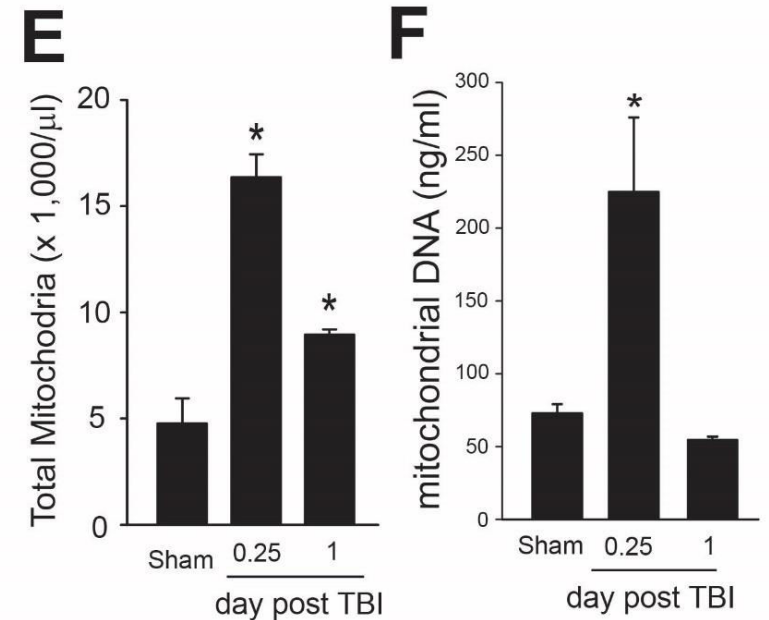 E
Total Mitochodria (x 1,000/μl)
20
15
10
5
0
*
*
Sham 0.25 1
day post TBI
F
mitochondrial DNA (ng/ml)
300
250
200
150
100
50
0
*
Sham 0.25 1
day post TBI